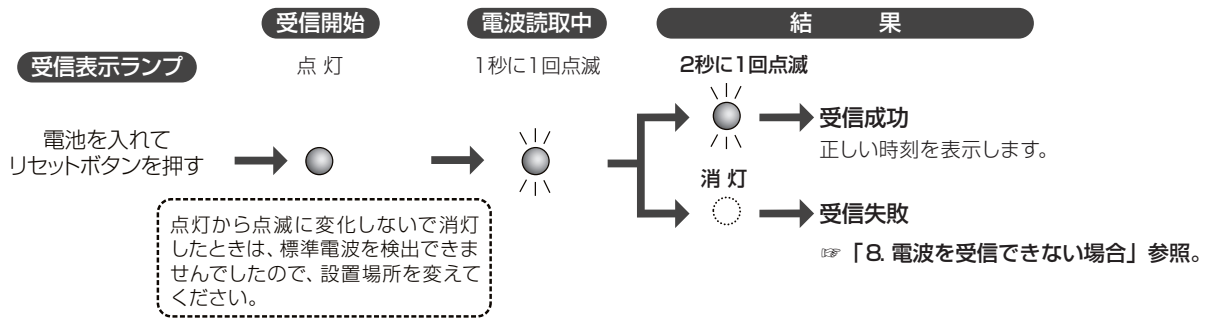 受信開始
電波読取中
結 果
受信表示ランプ
点 灯
1秒に1回点滅
2秒に1回点滅
電池を入れて
リセットボタンを押す
受信成功
正しい時刻を表示します。
消 灯
受信失敗
☞「8. 電波を受信できない場合」参照。
点灯から点滅に変化しないで消灯
したときは、標準電波を検出できま
せんでしたので、設置場所を変えて
ください。